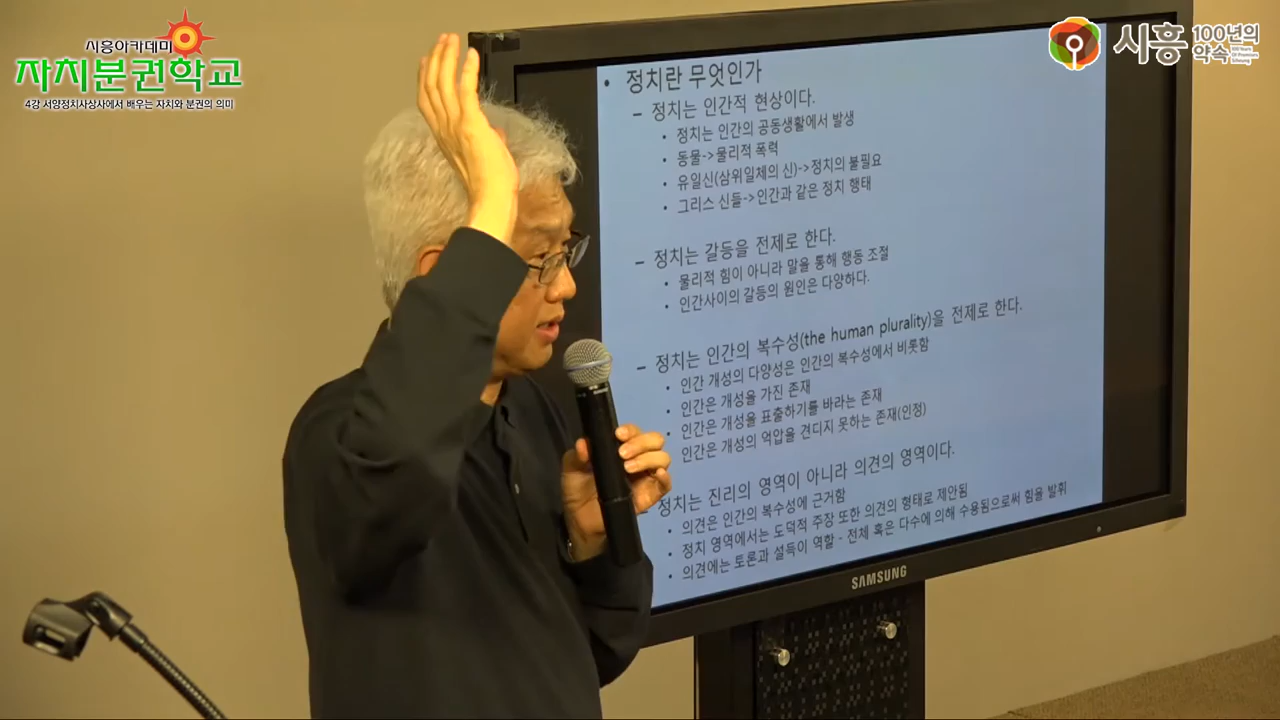 시흥아카데미
자치분권학교
4강 서양정치사상사에서 배우는 자치와 분권의 의미
시흥 100년의 약속
• 정치란 무엇인가
– 정치는 인간적 현상이다.
• 정치는 인간의 공동생활에서 발생
• 동물->물리적 폭력
• 유일신(삼위일체의 신)->정치의 불필요
• 그리스 신들->인간과 같은 정치 행태
– 정치는 갈등을 전제로 한다.
• 물리적 힘이 아니라 말을 통해 행동 조절
• 인간사이의 갈등의 원인은 다양하다.
– 정치는 인간의 복수성(the human plurality)을 전제로 한다.
• 인간 개성의 다양성은 인간의 복수성에서 비롯함
• 인간은 개성을 가진 존재
• 인간은 개성을 표출하기를 바라는 존재
인간은 개성의 억압을 견디지 못하는 존재(인정)
정치는 진리의 영역이 아니라 의견의 영역이다.
• 의견은 인간의 복수성에 근거함
• 정치 영역에서는 도덕적 주장 또한 의견의 형태로 제안됨
• 의견에는 토론과 설득이 역할 - 전체 혹은 다수에 의해 수용됨으로써 힘을 발휘
SAMSUNG